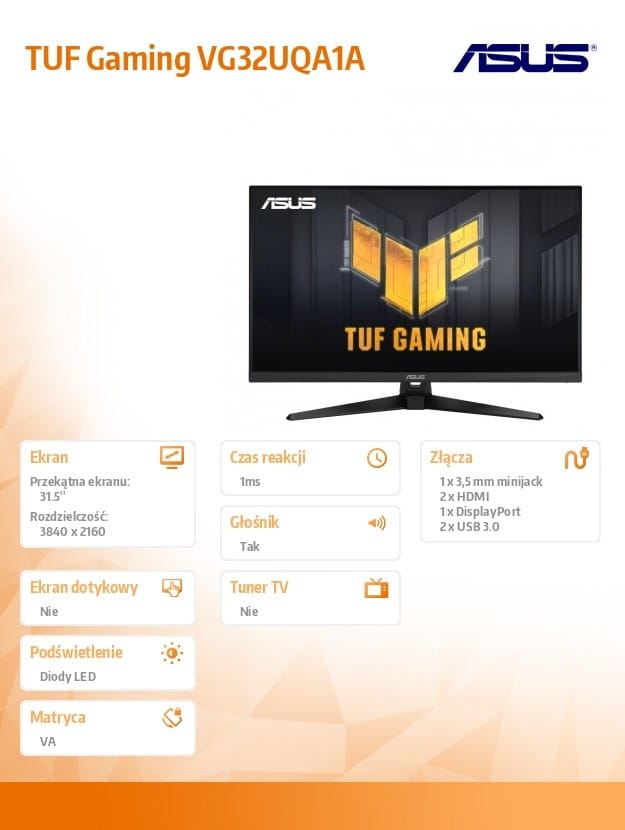 TUF Gaming VG32UQA1A
ASUS®
ASUS
TUF GAMING
ASUS
Ekran
Przekątna ekranu:
31.5"
Rozdzielczość:
3840 x 2160
Czas reakcji
1ms
Głośnik
Tak
Złącza
1 x 3,5 mm minijack
2 x HDMI
1 x DisplayPort
2 x USB 3.0
Ekran dotykowy
Nie
Tuner TV
Nie
Podświetlenie
Diody LED
Matryca
VA